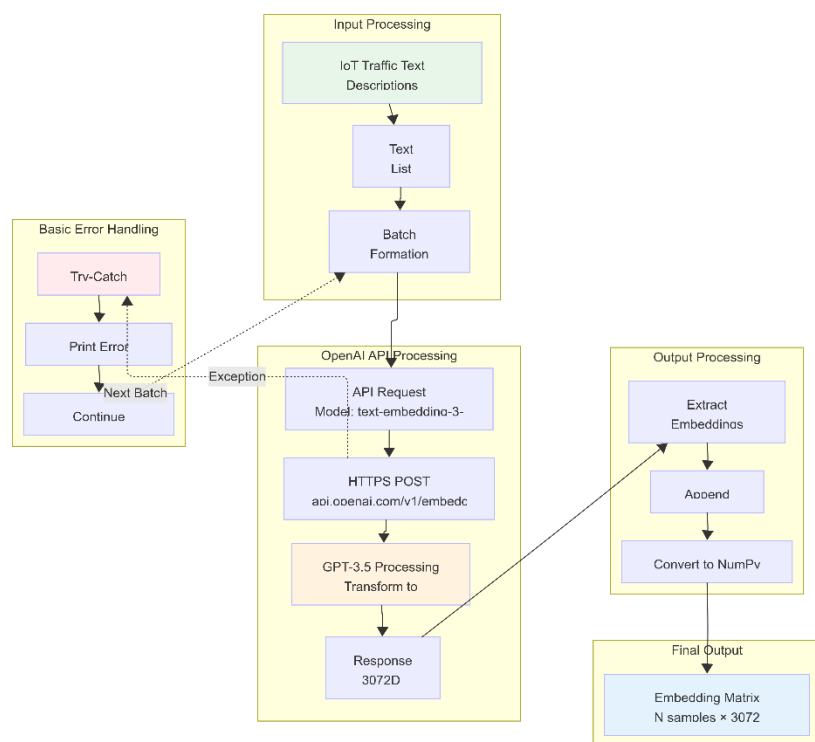 Input Processing
IoT Traffic Text
Descriptions
Text
List
Batch
Formation
Basic Error Handling
Try-Catch
Print Error
Continue
Next Batch
Exception
OpenAI API Processing
API Request
Model: text-embedding-3-
HTTPS POST
api.openai.com/v1/embedc
GPT-3.5 Processing
Transform to
Response
3072D
Output Processing
Extract
Embeddings
Append
Convert to NumPy
Final Output
Embedding Matrix
N samples × 3072